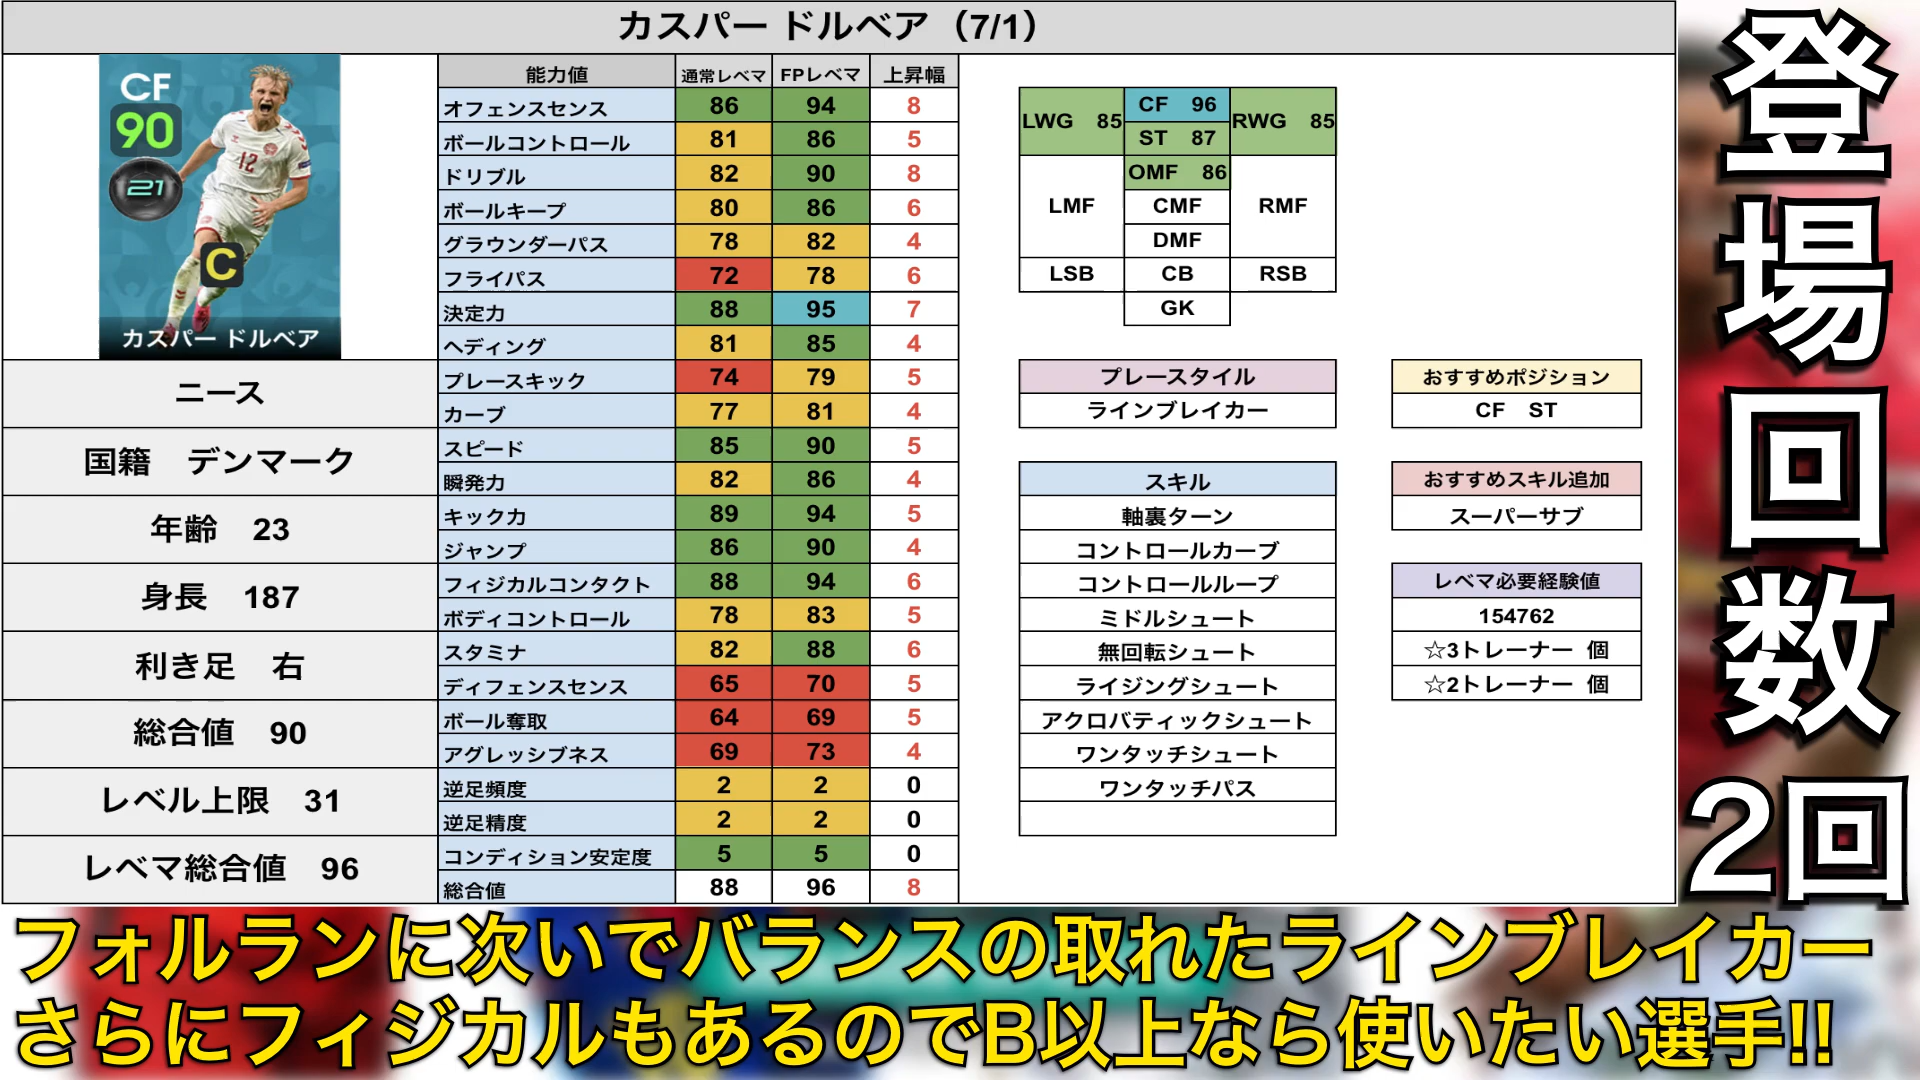 カスパー ドルベア（7/1）
CF
90
21
12
C
カスパー ドルベア
ニース
国籍　デンマーク
年齢　23
身長　187
利き足　右
総合値　90
レベル上限　31
レベマ総合値　96
能力値 通常レベマ FPレベマ 上昇幅
オフェンスセンス 86 94 8
ボールコントロール 81 86 5
ドリブル 82 90 8
ボールキープ 80 86 6
グラウンダーパス 78 82 4
フライパス 72 78 6
決定力 88 95 7
ヘディング 81 85 4
プレースキック 74 79 5
カーブ 77 81 4
スピード 85 90 5
瞬発力 82 86 4
キック力 89 94 5
ジャンプ 86 90 4
フィジカルコンタクト 88 94 6
ボディコントロール 78 83 5
スタミナ 82 88 6
ディフェンスセンス 65 70 5
ボール奪取 64 69 5
アグレッシブネス 69 73 4
逆足頻度 2 2 0
逆足精度 2 2 0
コンディション安定度 5 5 0
総合値 88 96 8
LWG 85 CF 96 RWG 85
ST 87
OMF 86
LMF CMF RMF
DMF
LSB CB RSB
GK
プレースタイル
ラインブレイカー
スキル
軸裏ターン
コントロールカーブ
コントロールループ
ミドルシュート
無回転シュート
ライジングシュート
アクロバティックシュート
ワンタッチシュート
ワンタッチパス
おすすめポジション
CF ST
おすすめスキル追加
スーパーサブ
レベマ必要経験値
154762
☆3トレーナー 個
☆2トレーナー 個
登場回数2回
フォルランに次いでバランスの取れたラインブレイカー
さらにフィジカルもあるのでB以上なら使いたい選手!!